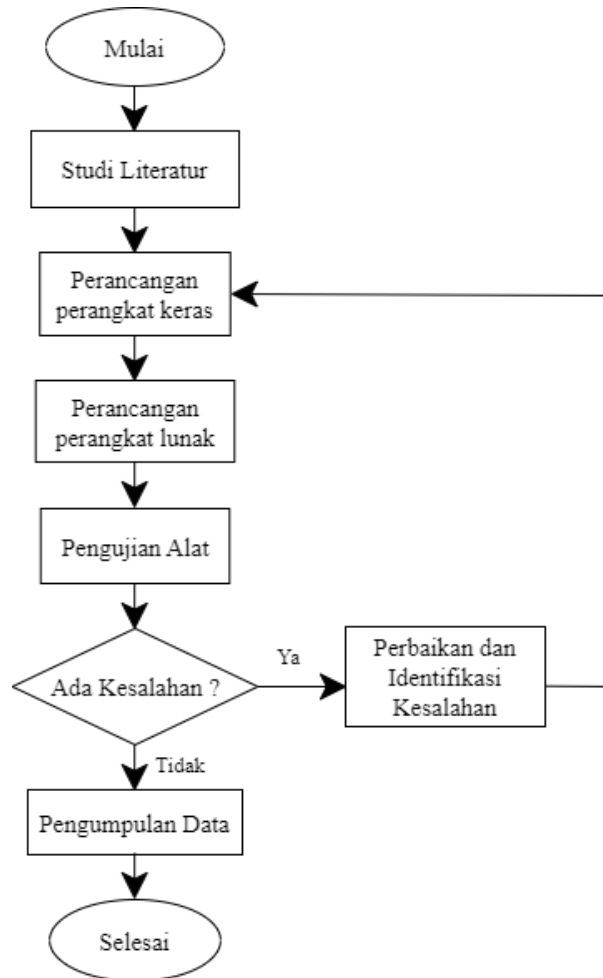 Mulai
Studi Literatur
Perancangan
perangkat keras
Perancangan
perangkat lunak
Pengujian Alat
Ada Kesalahan ?
Ya
Perbaikan dan
Identifikasi
Kesalahan
Tidak
Pengumpulan Data
Selesai